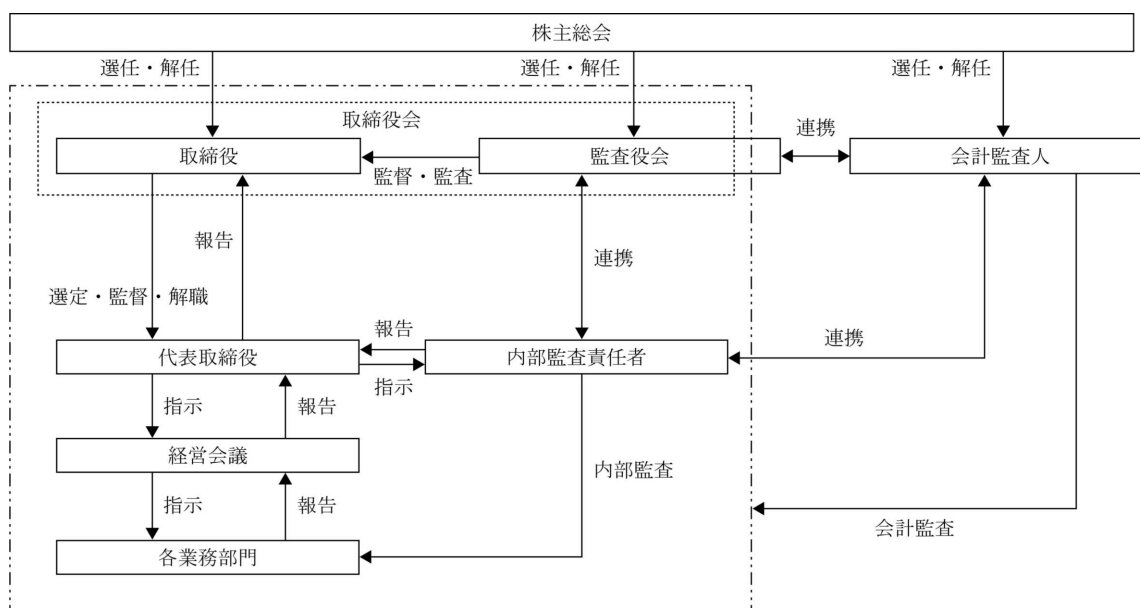 株主総会
選任・解任
選任・解任
選任・解任
取締役会
取締役
監査役会
連携
会計監査人
監督・監査
報告
連携
選定・監督・解職
代表取締役
報告
指示
内部監査責任者
連携
指示
報告
経営会議
内部監査
指示
報告
会計監査
各業務部門